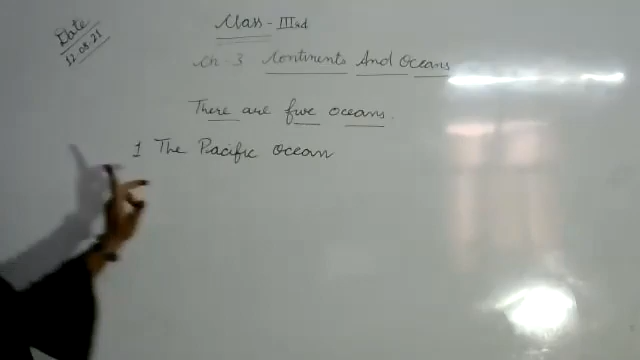 Date
12.08.21
Class - IIIrd
Ch - 3 Continents And Oceans
There are five oceans.
1 The Pacific Ocean